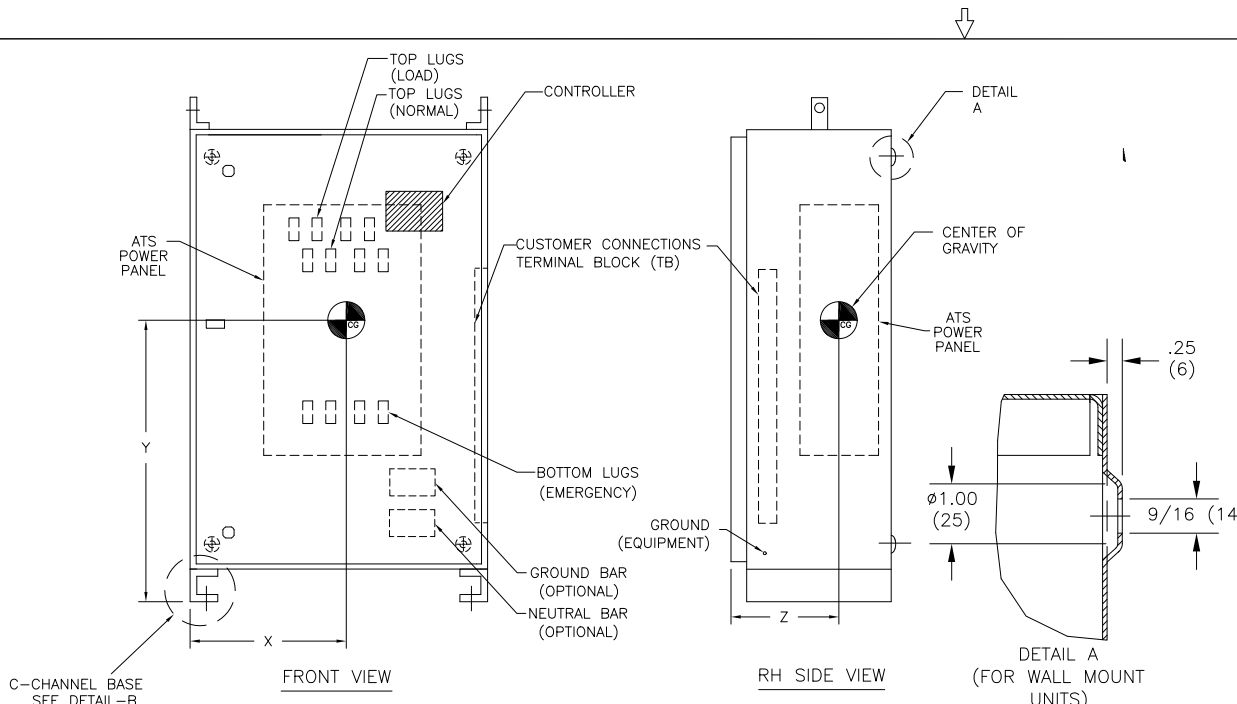 TOP LUGS
(LOAD)
TOP LUGS
(NORMAL)
CONTROLLER
ATS
POWER
PANEL
CUSTOMER CONNECTIONS
TERMINAL BLOCK (TB)
CG
Y
BOTTOM LUGS
(EMERGENCY)
GROUND BAR
(OPTIONAL)
NEUTRAL BAR
(OPTIONAL)
X
C-CHANNEL BASE
SEE DETAIL-B
FRONT VIEW
DETAIL
A
CENTER OF
GRAVITY
CG
ATS
POWER
PANEL
GROUND
(EQUIPMENT)
Z
RH SIDE VIEW
.25
(6)
ø1.00
(25)
9/16 (14
DETAIL A
(FOR WALL MOUNT
UNITS)